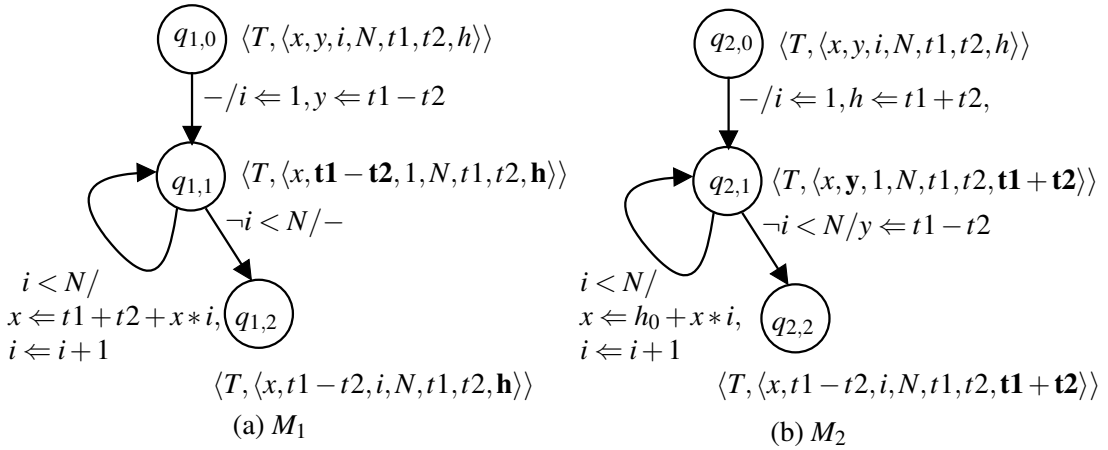 q1,0 ⟨T,⟨x,y,i,N,t1,t2,h⟩⟩
−/i ⇐ 1,y ⇐ t1−t2
q1,1 ⟨T,⟨x,t1−t2,1,N,t1,t2,h⟩⟩
¬i < N/−
i < N/
x ⇐ t1+t2+x∗i,
i ⇐ i+1
q1,2
⟨T,⟨x,t1−t2,i,N,t1,t2,h⟩⟩
(a) M1
q2,0 ⟨T,⟨x,y,i,N,t1,t2,h⟩⟩
−/i ⇐ 1,h ⇐ t1+t2,
q2,1 ⟨T,⟨x,y,1,N,t1,t2,t1+t2⟩⟩
¬i < N/y ⇐ t1−t2
i < N/
x ⇐ h0+x∗i,
i ⇐ i+1
q2,2
⟨T,⟨x,t1−t2,i,N,t1,t2,t1+t2⟩⟩
(b) M2